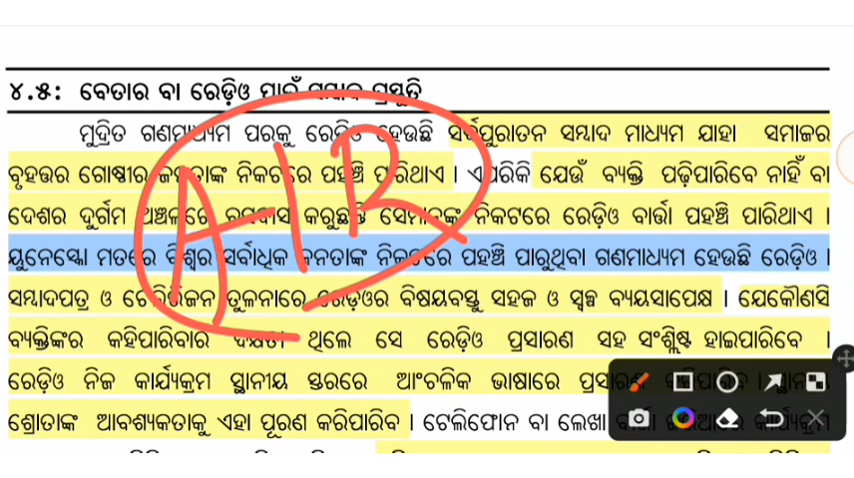 ୪.୫: ବେତାର ବା ରେଡ଼ିଓ ପାଇଁ ସମ୍ବାଦ ପ୍ରସ୍ତୁତି
ମୁଦ୍ରିତ ଗଣମାଧ୍ୟମ ପରକୁ ରେଡ଼ିଓ ହେଉଛି ସର୍ବପୁରାତନ ସମ୍ବାଦ ମାଧ୍ୟମ ଯାହା ସମାଜର
ବୃହତ୍ତର ଗୋଷ୍ଠୀର ଜନତାଙ୍କ ନିକଟରେ ପହଞ୍ଚି ପାରିଥାଏ । ଏପରିକି ଯେଉଁ ବ୍ୟକ୍ତି ପଢ଼ିପାରିବେ ନାହିଁ ବା
ଦେଶର ଦୁର୍ଗମ ଅଞ୍ଚଳରେ ବସବାସ କରୁଛନ୍ତି ସେମାନଙ୍କ ନିକଟରେ ରେଡ଼ିଓ ବାର୍ତ୍ତା ପହଞ୍ଚି ପାରିଥାଏ ।
AIR
ୟୁନେସ୍କୋ ମତରେ ବିଶ୍ୱର ସର୍ବାଧିକ ଜନତାଙ୍କ ନିକଟରେ ପହଞ୍ଚି ପାରୁଥିବା ଗଣମାଧ୍ୟମ ହେଉଛି ରେଡ଼ିଓ ।
ସମ୍ବାଦପତ୍ର ଓ ଟେଲିଭିଜନ ତୁଳନାରେ ରେଡ଼ିଓର ବିଷୟବସ୍ତୁ ସହଜ ଓ ସ୍ୱଳ୍ପ ବ୍ୟୟସାପେକ୍ଷ । ଯେକୌଣସି
ବ୍ୟକ୍ତିଙ୍କର କହିପାରିବାର ଦକ୍ଷତା ଥିଲେ ସେ ରେଡ଼ିଓ ପ୍ରସାରଣ ସହ ସଂଶ୍ଳିଷ୍ଟ ହାଇପାରିବେ ।
ରେଡ଼ିଓ ନିଜ କାର୍ଯ୍ୟକ୍ରମ ସ୍ଥାନୀୟ ସ୍ତରରେ ଆଂଚଳିକ ଭାଷାରେ ପ୍ରସାରଣ
ଶ୍ରୋତାଙ୍କ ଆବଶ୍ୟକତାକୁ ଏହା ପୂରଣ କରିପାରିବ । ଟେଲିଫୋନ ବା ଲେଖା